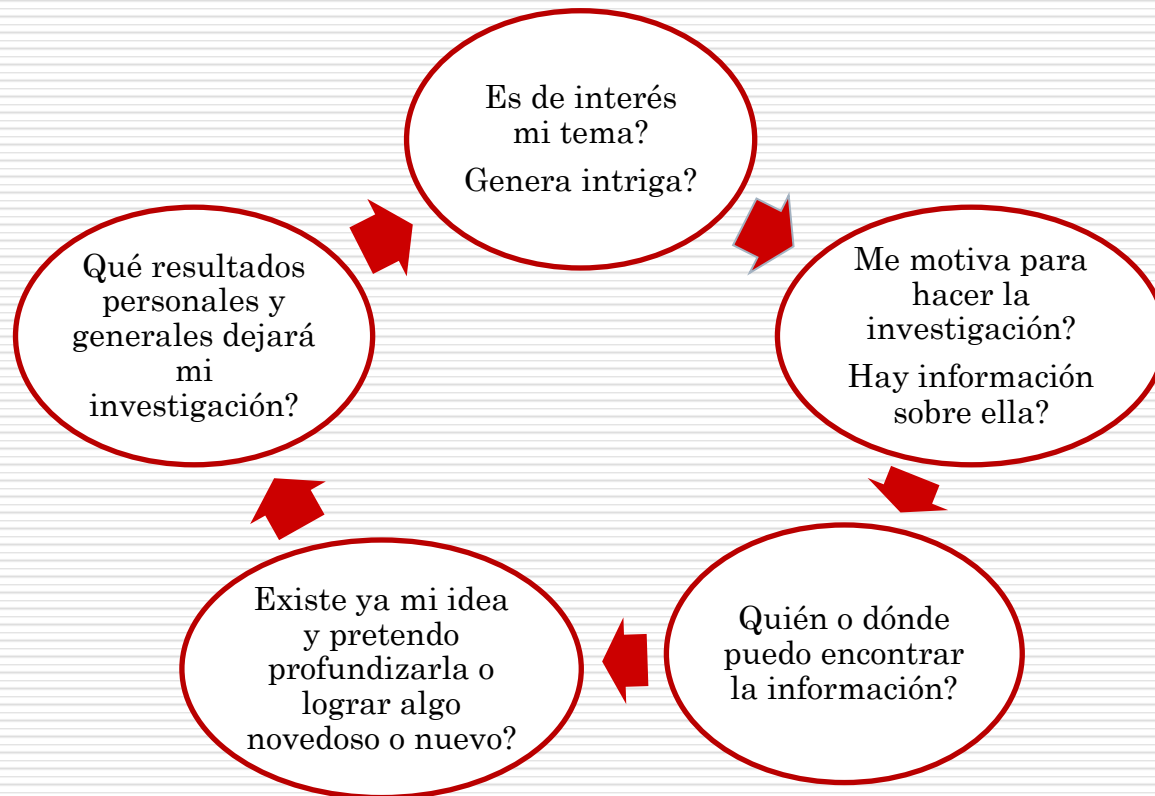 Es de interés
mi tema?
Genera intriga?
Me motiva para
hacer la
investigación?
Hay información
sobre ella?
Quién o dónde
puedo encontrar
la información?
Existe ya mi idea
y pretendo
profundizarla o
lograr algo
novedoso o nuevo?
Qué resultados
personales y
generales dejará
mi
investigación?